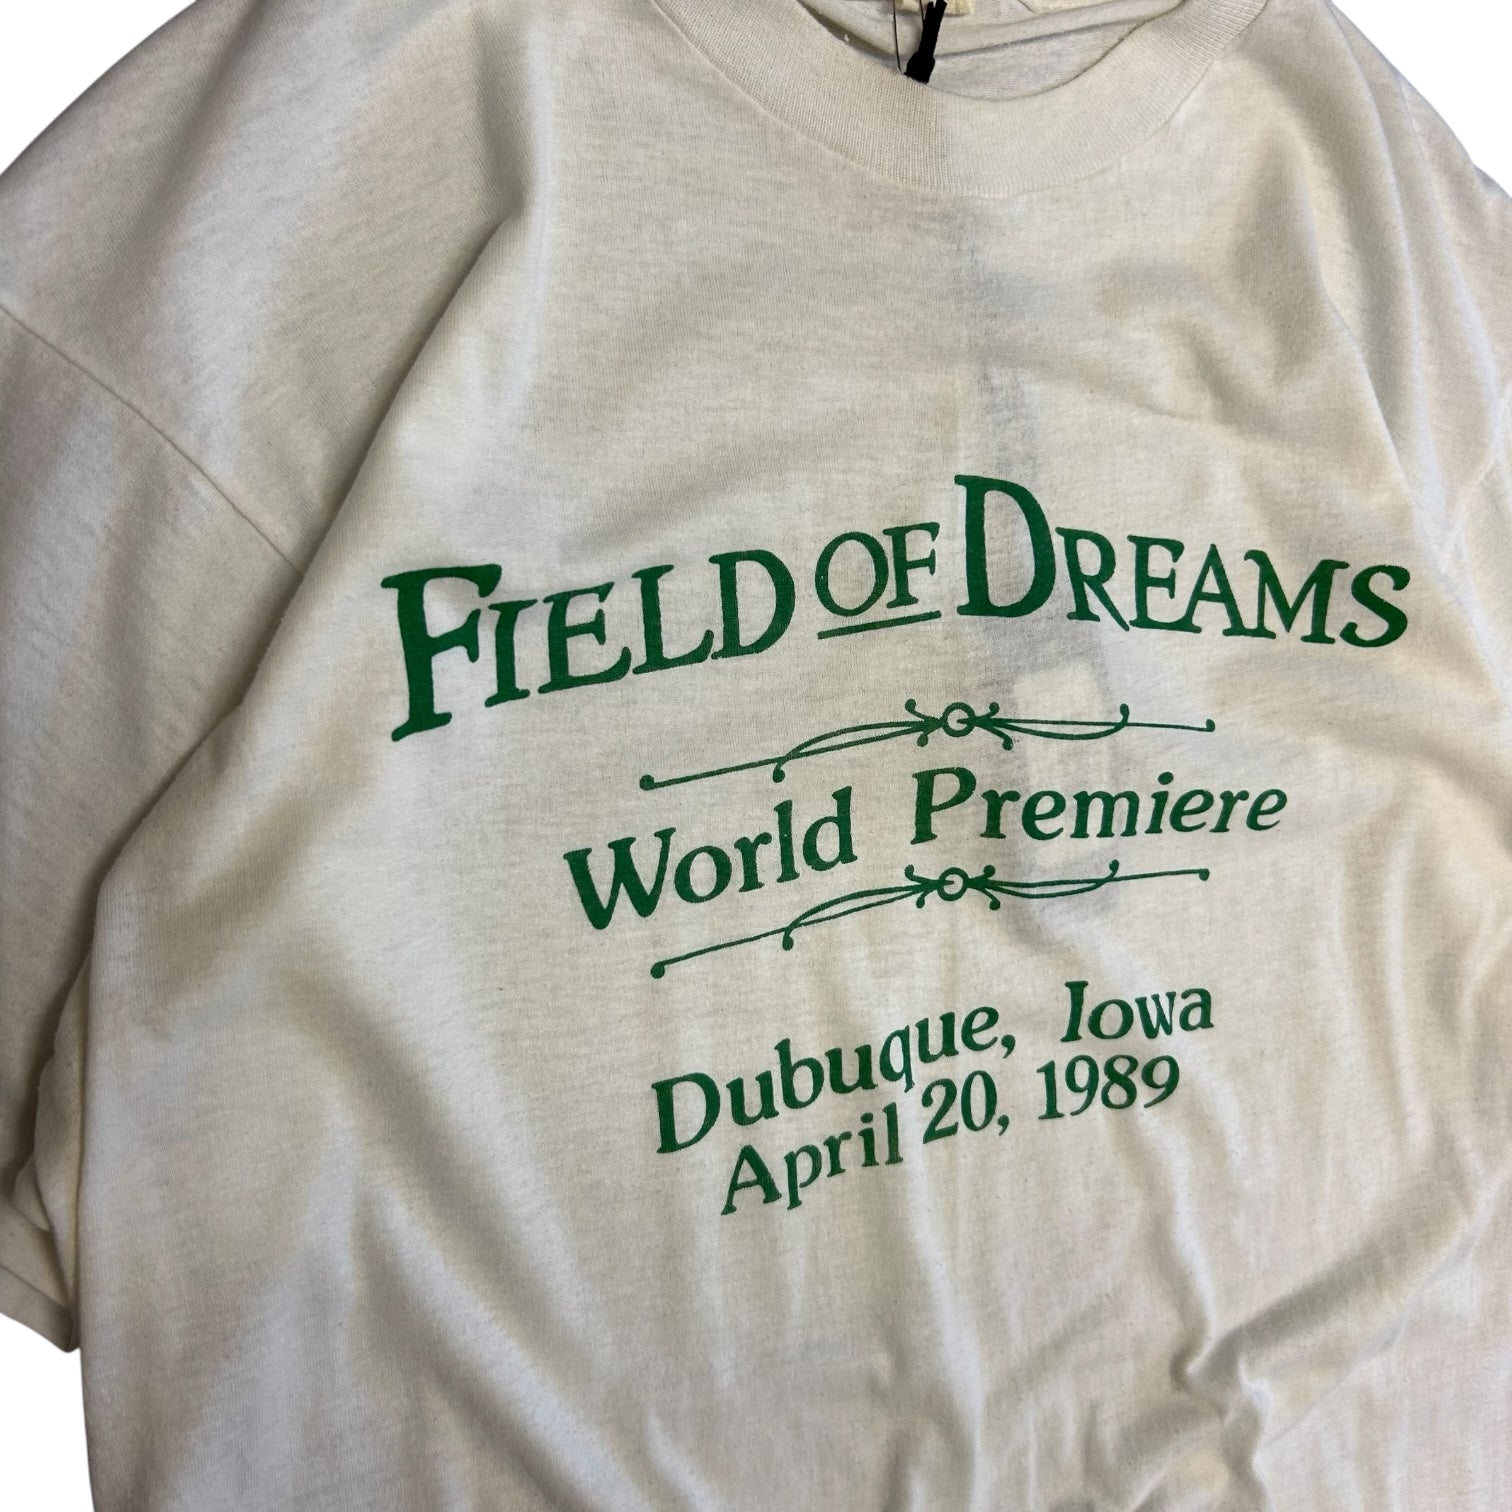 FIELD OF DREAMS
World Premiere
Dubuque, Iowa
April 20, 1989